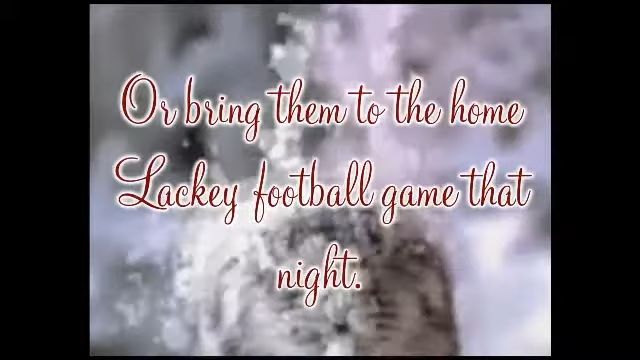 Or bring them to the home
Lackey football game that
night.